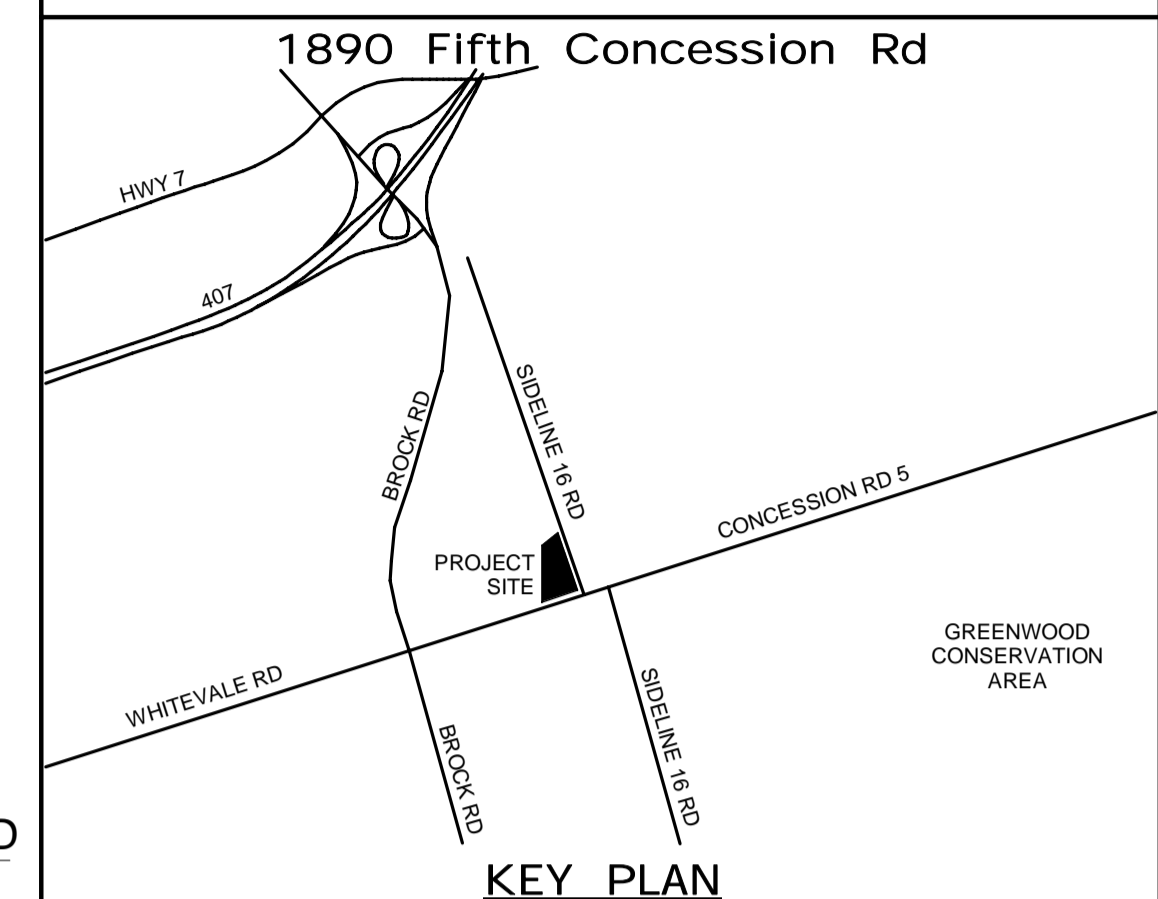 1890 Fifth Concession Rd
HWY 7
407
SIDELINE 16 RD
BROCK RD
CONCESSION RD 5
PROJECT
SITE
GREENWOOD
CONSERVATION
AREA
WHITEVALE RD
SIDELINE 16 RD
BROCK RD
D
KEY PLAN